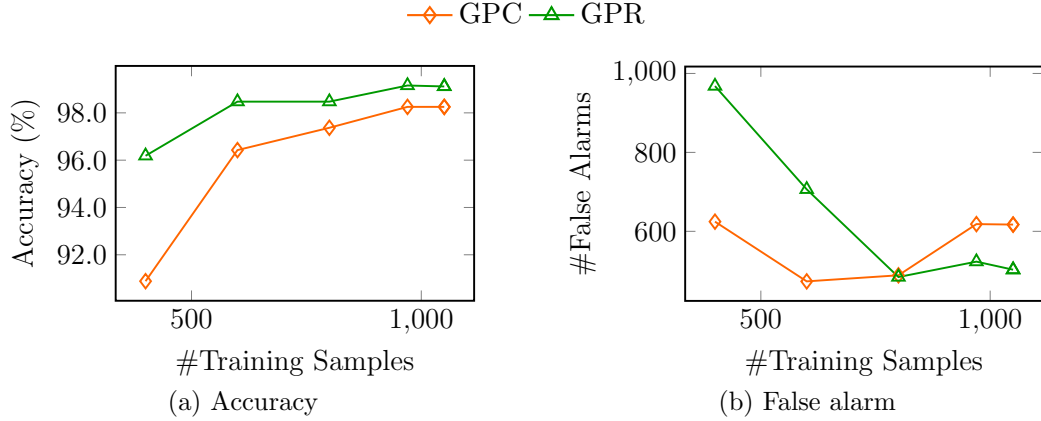 GPC GPR
Accuracy (%)
98.0
96.0
94.0
92.0
500 1,000
#Training Samples
(a) Accuracy
#False Alarms
1,000
800
600
500 1,000
#Training Samples
(b) False alarm